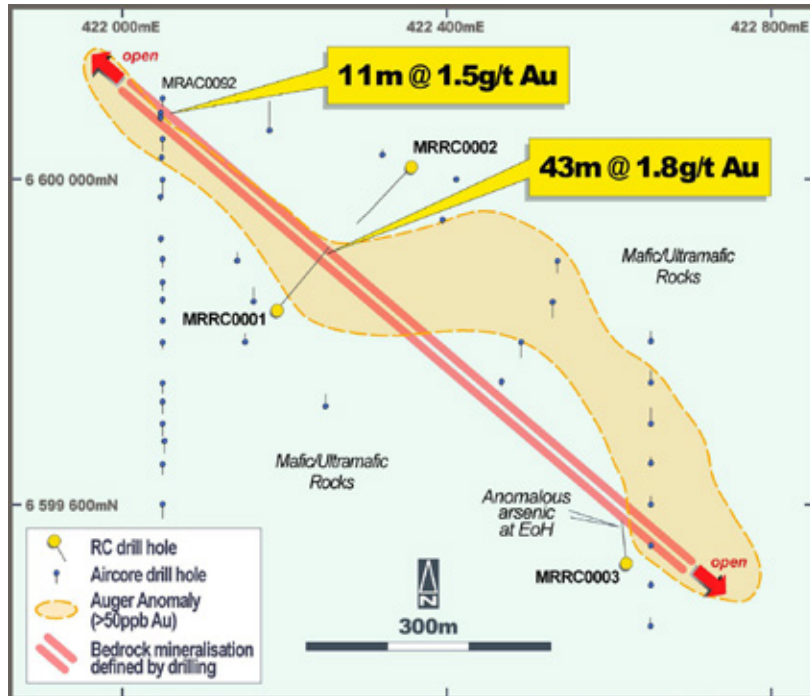 422 000mE
422 400mE
422 800mE
open
MRAC0092
11m @ 1.5g/t Au
MRRC0002
43m @ 1.8g/t Au
6 600 000mN
Mafic/Ultramafic
Rocks
MRRC0001
Mafic/Ultramafic
Rocks
Anomalous
arsenic
at EoH
6 599 600mN
RC drill hole
Aircore drill hole
Auger Anomaly
(>50ppb Au)
Bedrock mineralisation
defined by drilling
N
300m
MRRC0003
open